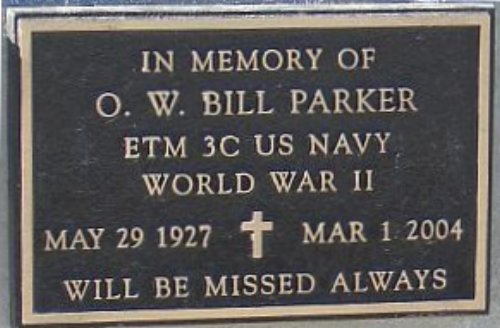 IN MEMORY OF
O. W. BILL PARKER
ETM 3C US NAVY
WORLD WAR II
MAY 29 1927 MAR 1 2004
WILL BE MISSED ALWAYS